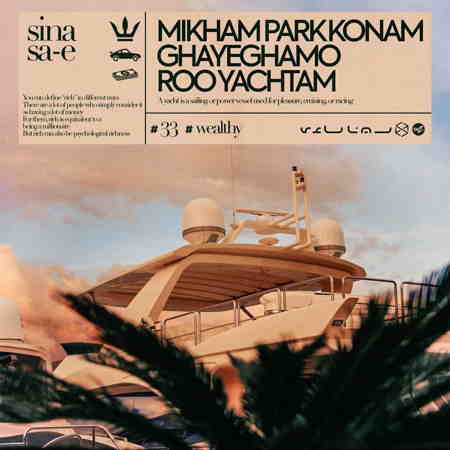 sina
sa-e
MIKHAM PARK KONAM
GHAYEGHAMO
ROO YACHTAM
You can define "rich" in different ways
There are a lot of people who simply consider it
as having a lots of money
For them, rich is equivalent to a
being a millionaire
But rich can also be psychological richness
A yacht is a sailing or power vessel used for pleasure, cruising, or racing
# 33 # wealthy